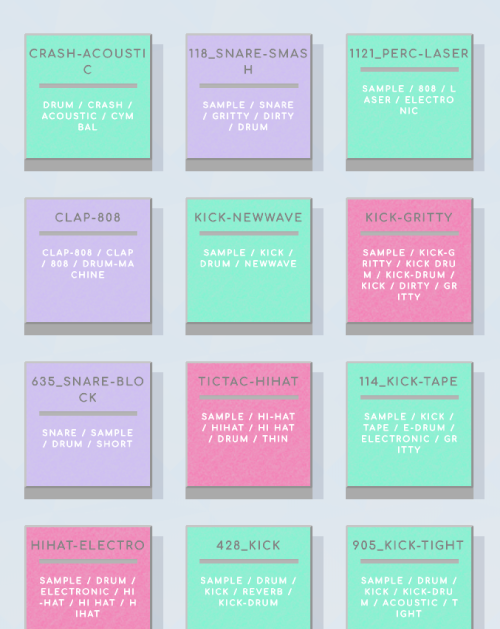 CRASH-ACOUSTI
C
DRUM / CRASH /
ACOUSTIC / CYM
BAL
118_SNARE-SMAS
H
SAMPLE / SNARE
/ GRITTY / DIRTY
/ DRUM
1121_PERC-LASER
SAMPLE / 808 / L
ASER / ELECTRO
NIC
CLAP-808
CLAP-808 / CLAP
/ 808 / DRUM-MA
CHINE
KICK-NEWWAVE
SAMPLE / KICK /
DRUM / NEWWAVE
KICK-GRITTY
SAMPLE / KICK-G
RITTY / KICK DRU
M / KICK-DRUM /
KICK / DIRTY / GR
ITTY
635_SNARE-BLO
CK
SNARE / SAMPLE
/ DRUM / SHORT
TICTAC-HIHAT
SAMPLE / HI-HAT
/ HIHAT / HI HAT
/ DRUM / THIN
114_KICK-TAPE
SAMPLE / KICK /
TAPE / E-DRUM /
ELECTRONIC / GR
ITTY
HIHAT-ELECTRO
SAMPLE / DRUM /
ELECTRONIC / HI
-HAT / HI HAT / H
IHAT
428_KICK
SAMPLE / DRUM /
KICK / REVERB /
KICK-DRUM
905_KICK-TIGHT
SAMPLE / DRUM /
KICK / KICK-DRU
M / ACOUSTIC / T
IGHT